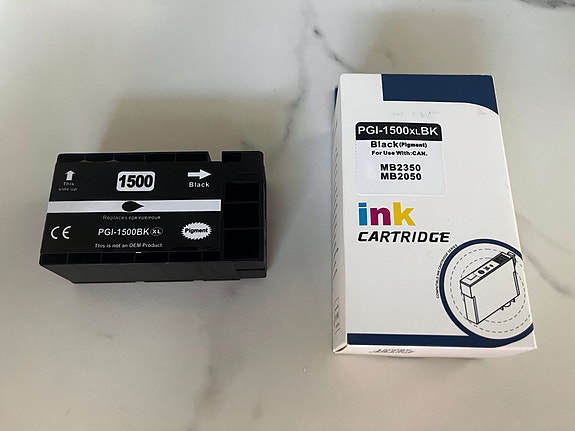 This
side up
1500
Black
Replaces FOR/FUR/POUR
PGI-1500BK XL
Pigment
CE
This is not an OEM Product
PGI-1500XLBK
Black(Pigment)
For Use With:CAN.
MB2350
MB2050
ink
CARTRIDGE